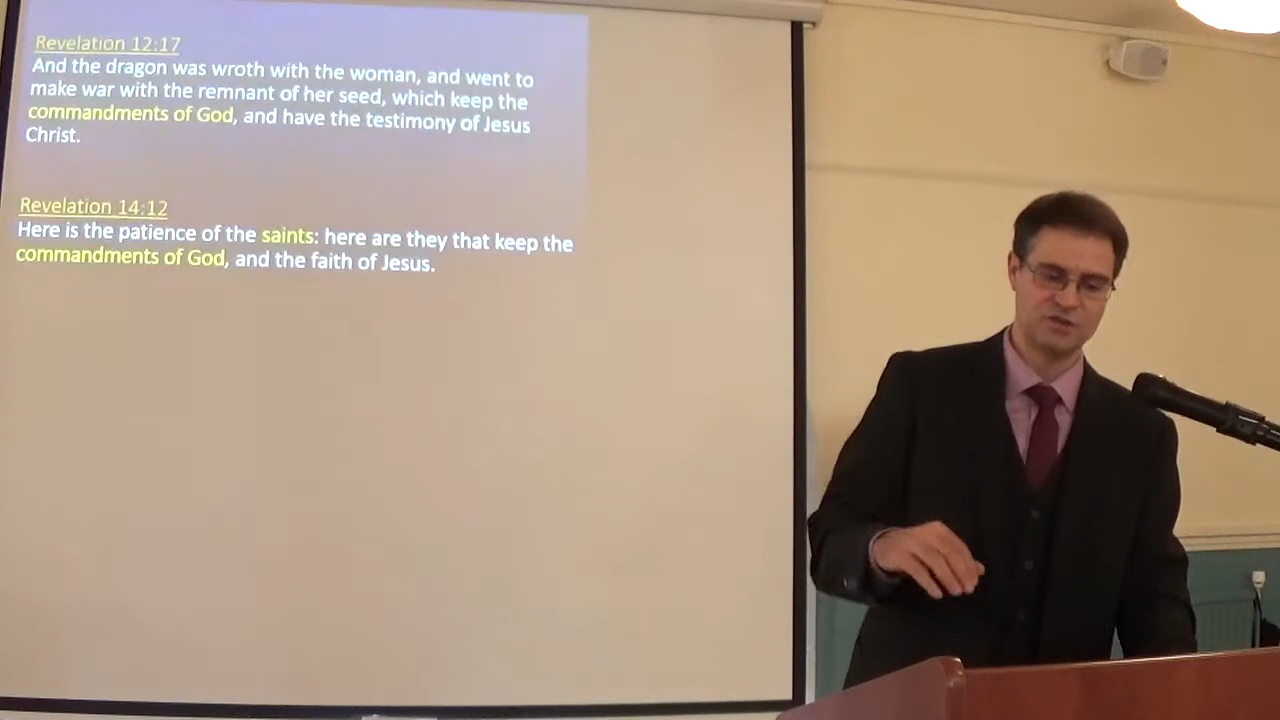 Revelation 12:17
And the dragon was wroth with the woman, and went to
make war with the remnant of her seed, which keep the
commandments of God, and have the testimony of Jesus
Christ.
Revelation 14:12
Here is the patience of the saints: here are they that keep the
commandments of God, and the faith of Jesus.